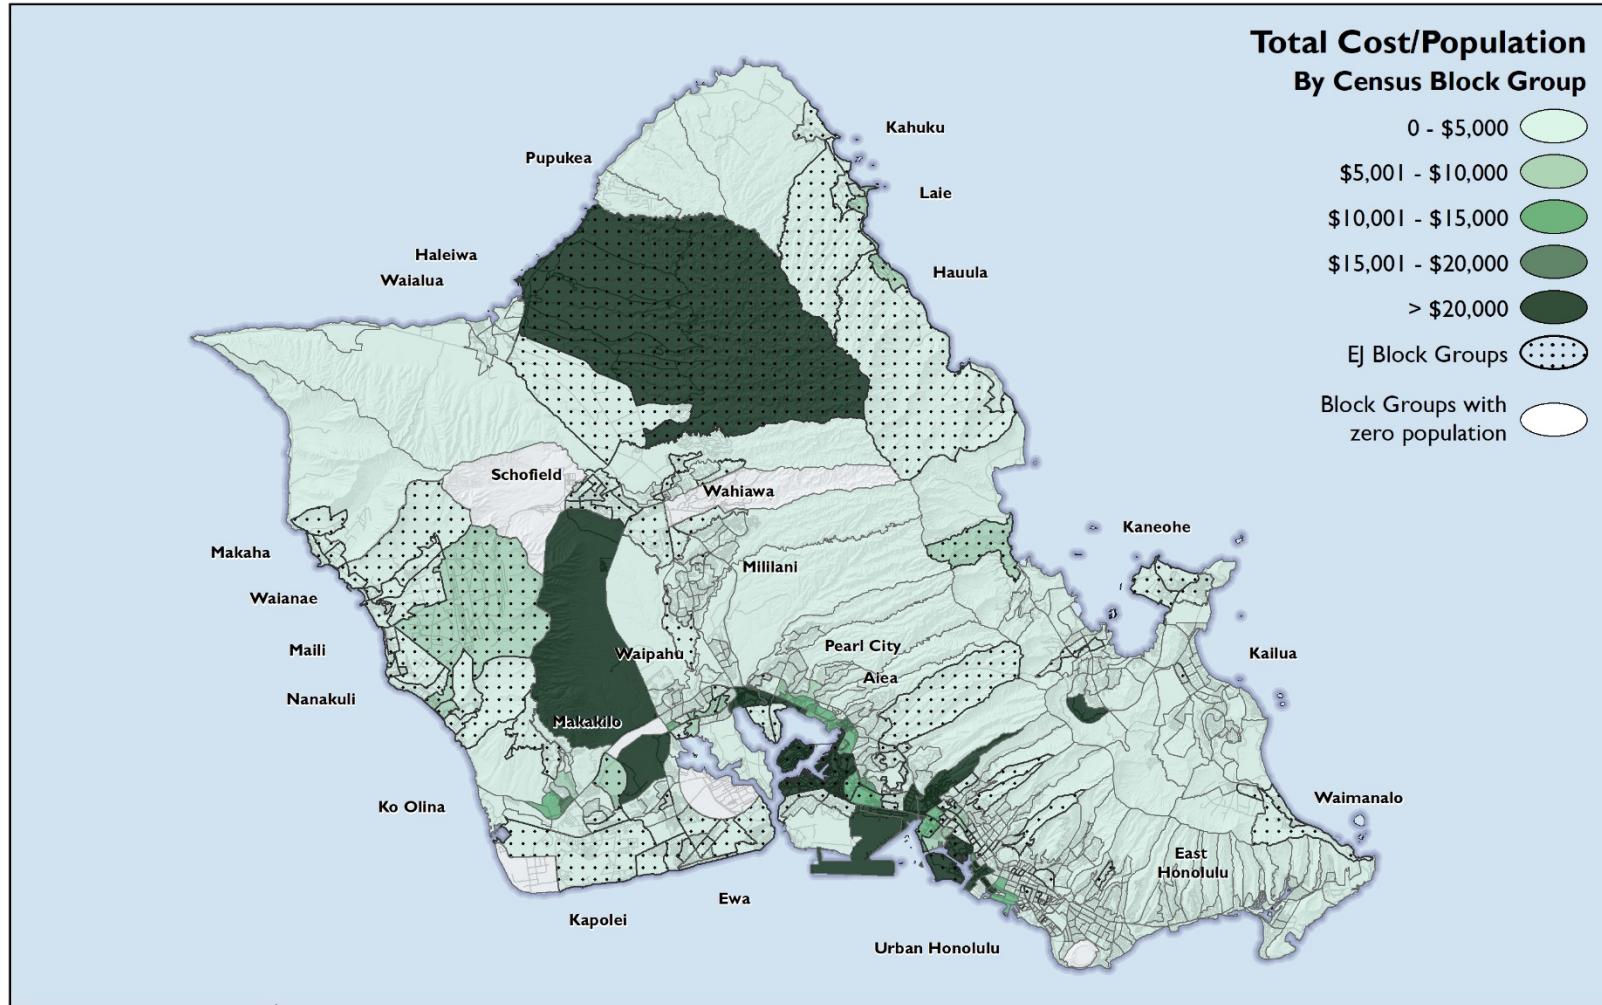 Total Cost/Population
By Census Block Group
0 - $5,000
$5,001 - $10,000
$10,001 - $15,000
$15,001 - $20,000
> $20,000
EJ Block Groups
Block Groups with
zero population
Kahuku
Pupukea
Laie
Haleiwa
Hauula
Waialua
Schofield
Wahiawa
Kaneohe
Makaha
Mililani
Waianae
Pearl City
Maili
Waipahu
Kailua
Aiea
Nanakuli
Makakilo
Ko Olina
Waimanalo
East
Honolulu
Ewa
Kapolei
Urban Honolulu